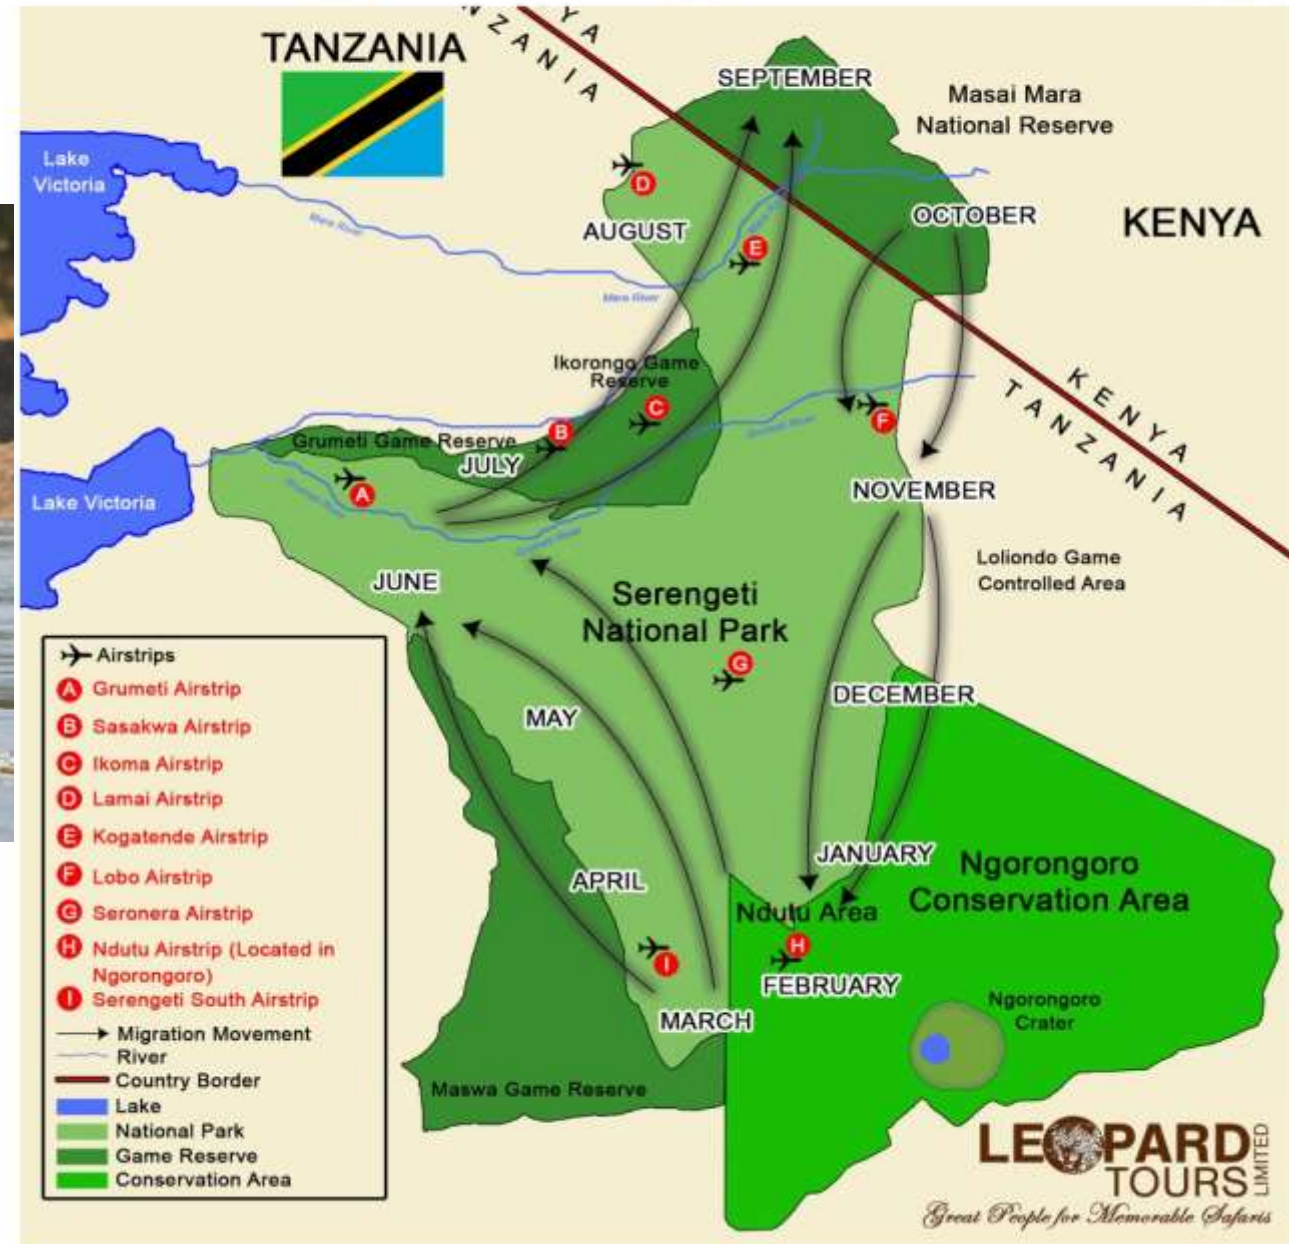 TANZANIA
KENYA
TANZANIA
SEPTEMBER
Masai Mara
National Reserve
Lake
Victoria
D
Mara River
AUGUST
E
OCTOBER
KENYA
Mara River
Ikorongo Game
Reserve
C
B
F
Grumeti Game Reserve
JULY
KENYA
TANZANIA
A
Lake Victoria
NOVEMBER
Loliondo Game
Controlled Area
JUNE
Serengeti
National Park
G
DECEMBER
MAY
APRIL
JANUARY
Ngorongoro
Conservation Area
Ndutu Area
H
I
FEBRUARY
MARCH
Ngorongoro
Crater
Maswa Game Reserve
Airstrips
A Grumeti Airstrip
B Sasakwa Airstrip
C Ikoma Airstrip
D Lamai Airstrip
E Kogatende Airstrip
F Lobo Airstrip
G Seronera Airstrip
H Ndutu Airstrip (Located in
Ngorongoro)
I Serengeti South Airstrip
Migration Movement
River
Country Border
Lake
National Park
Game Reserve
Conservation Area
LEOPARD
TOURS
LIMITED
Great People for Memorable Safaris